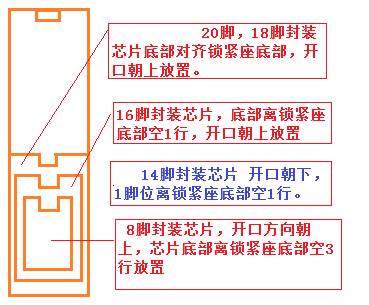 20脚，18脚封装
芯片底部对齐锁紧座底部，开
口朝上放置。
16脚封装芯片，底部离锁紧座
底部空1行，开口朝上放置
14脚封装芯片 开口朝下，
1脚位离锁紧座底部空1行。
8脚封装芯片，开口方向朝
上，芯片底部离锁紧座底部空3
行放置